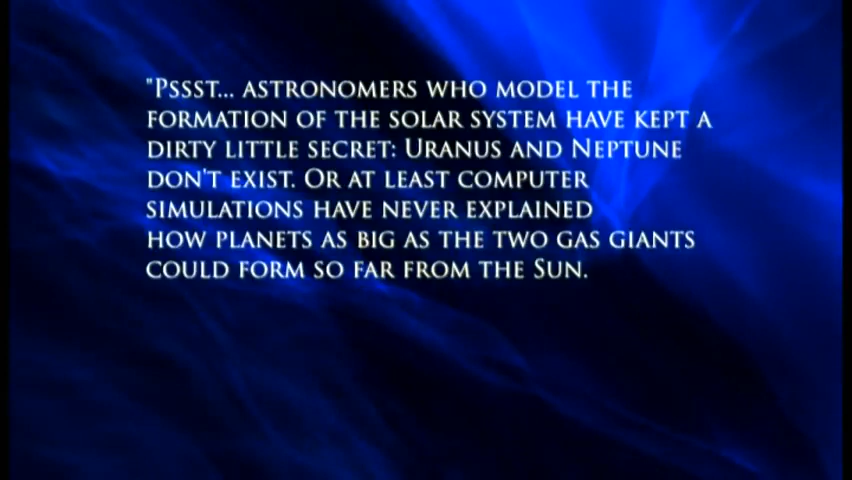 "Pssst... astronomers who model the
formation of the solar system have kept a
dirty little secret: Uranus and Neptune
don't exist. Or at least computer
simulations have never explained
how planets as big as the two gas giants
could form so far from the Sun.